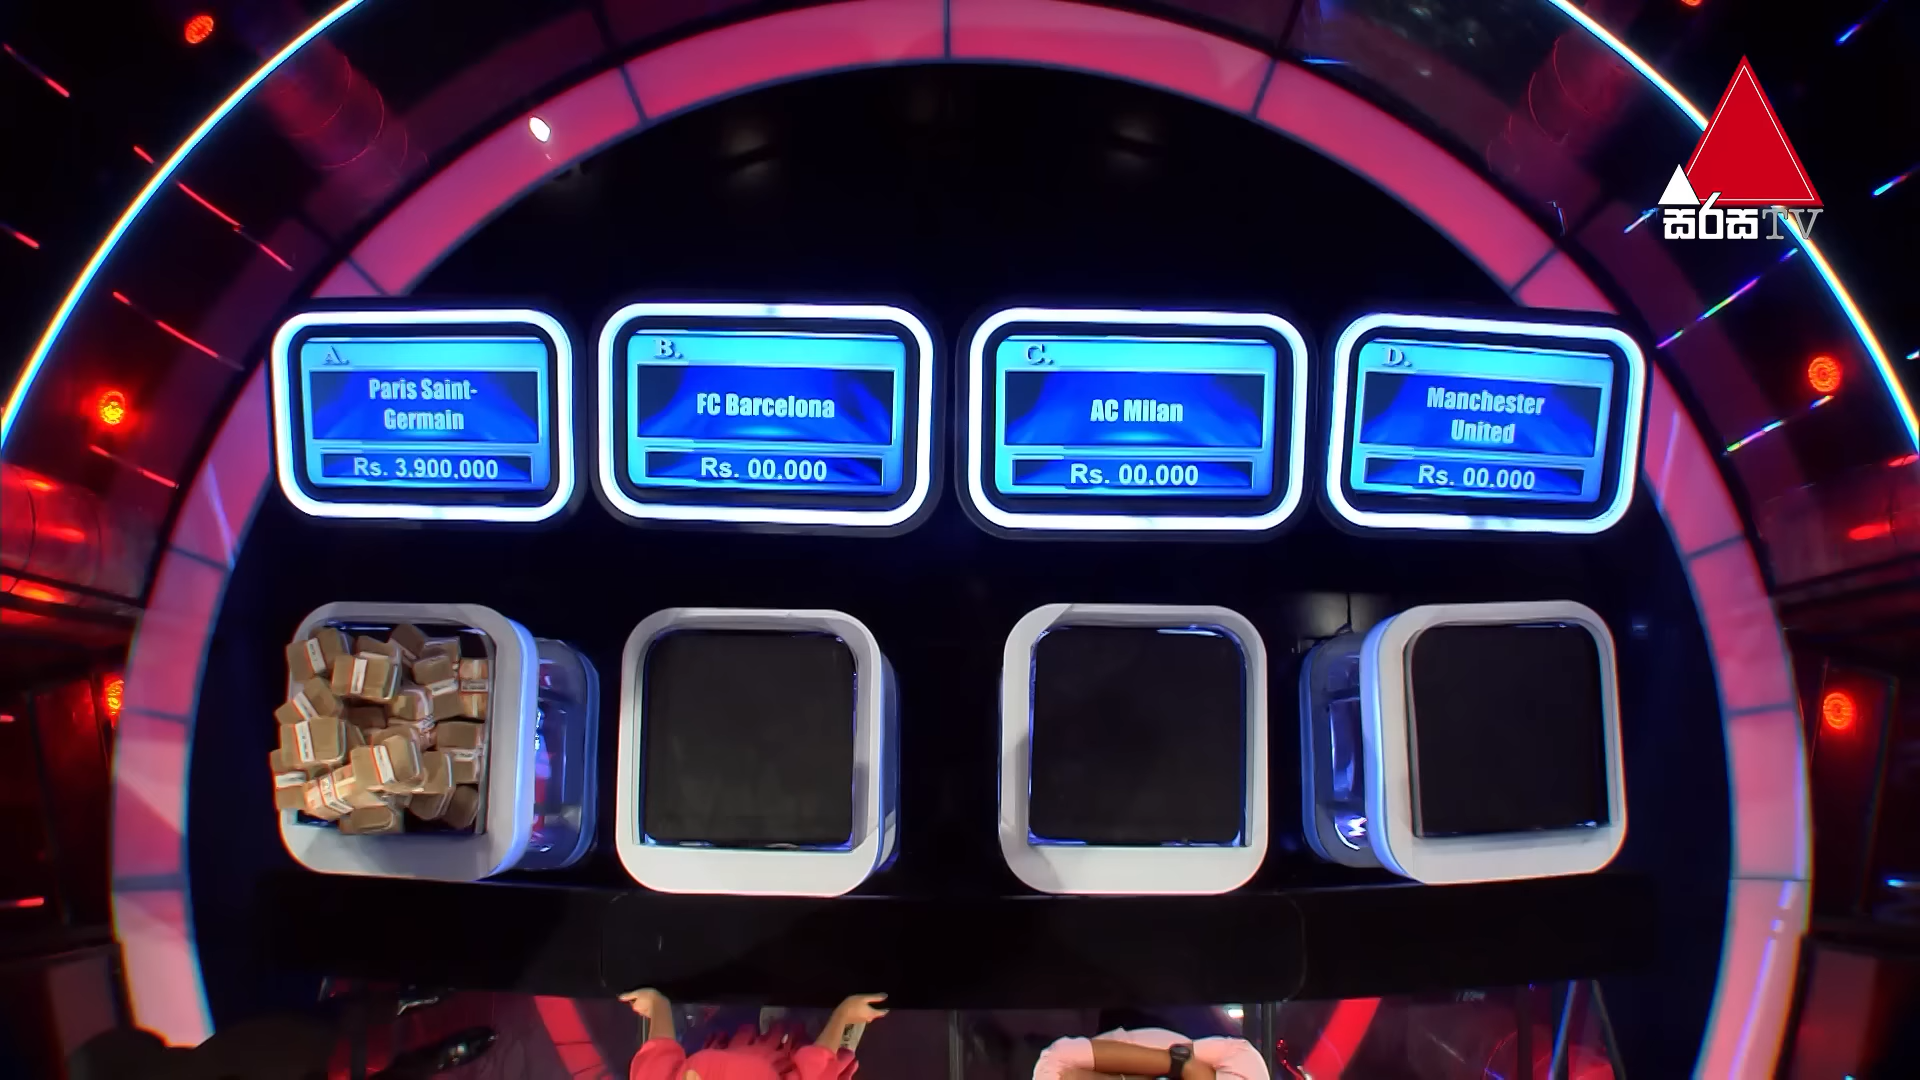 සිරස TV
A.
Paris Saint-
Germain
Rs. 3.900.000
B.
FC Barcelona
Rs. 00.000
C.
AC Milan
Rs. 00.000
D.
Manchester
United
Rs. 00.000